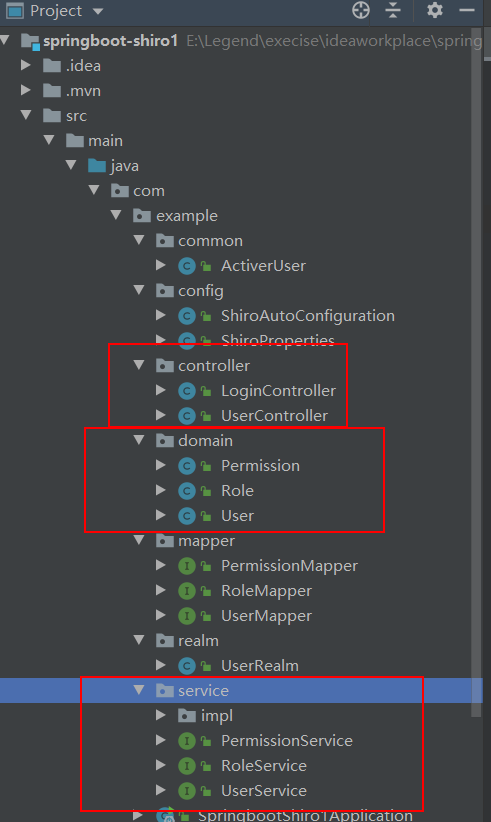 Project
springboot-shiro1 E:\Legend\execise\ideaworkplace\spring
.idea
.mvn
src
main
java
com
example
common
ActiverUser
config
ShiroAutoConfiguration
ShiroProperties
controller
LoginController
UserController
domain
Permission
Role
User
mapper
PermissionMapper
RoleMapper
UserMapper
realm
UserRealm
service
impl
PermissionService
RoleService
UserService
SpringbootShiro1Application